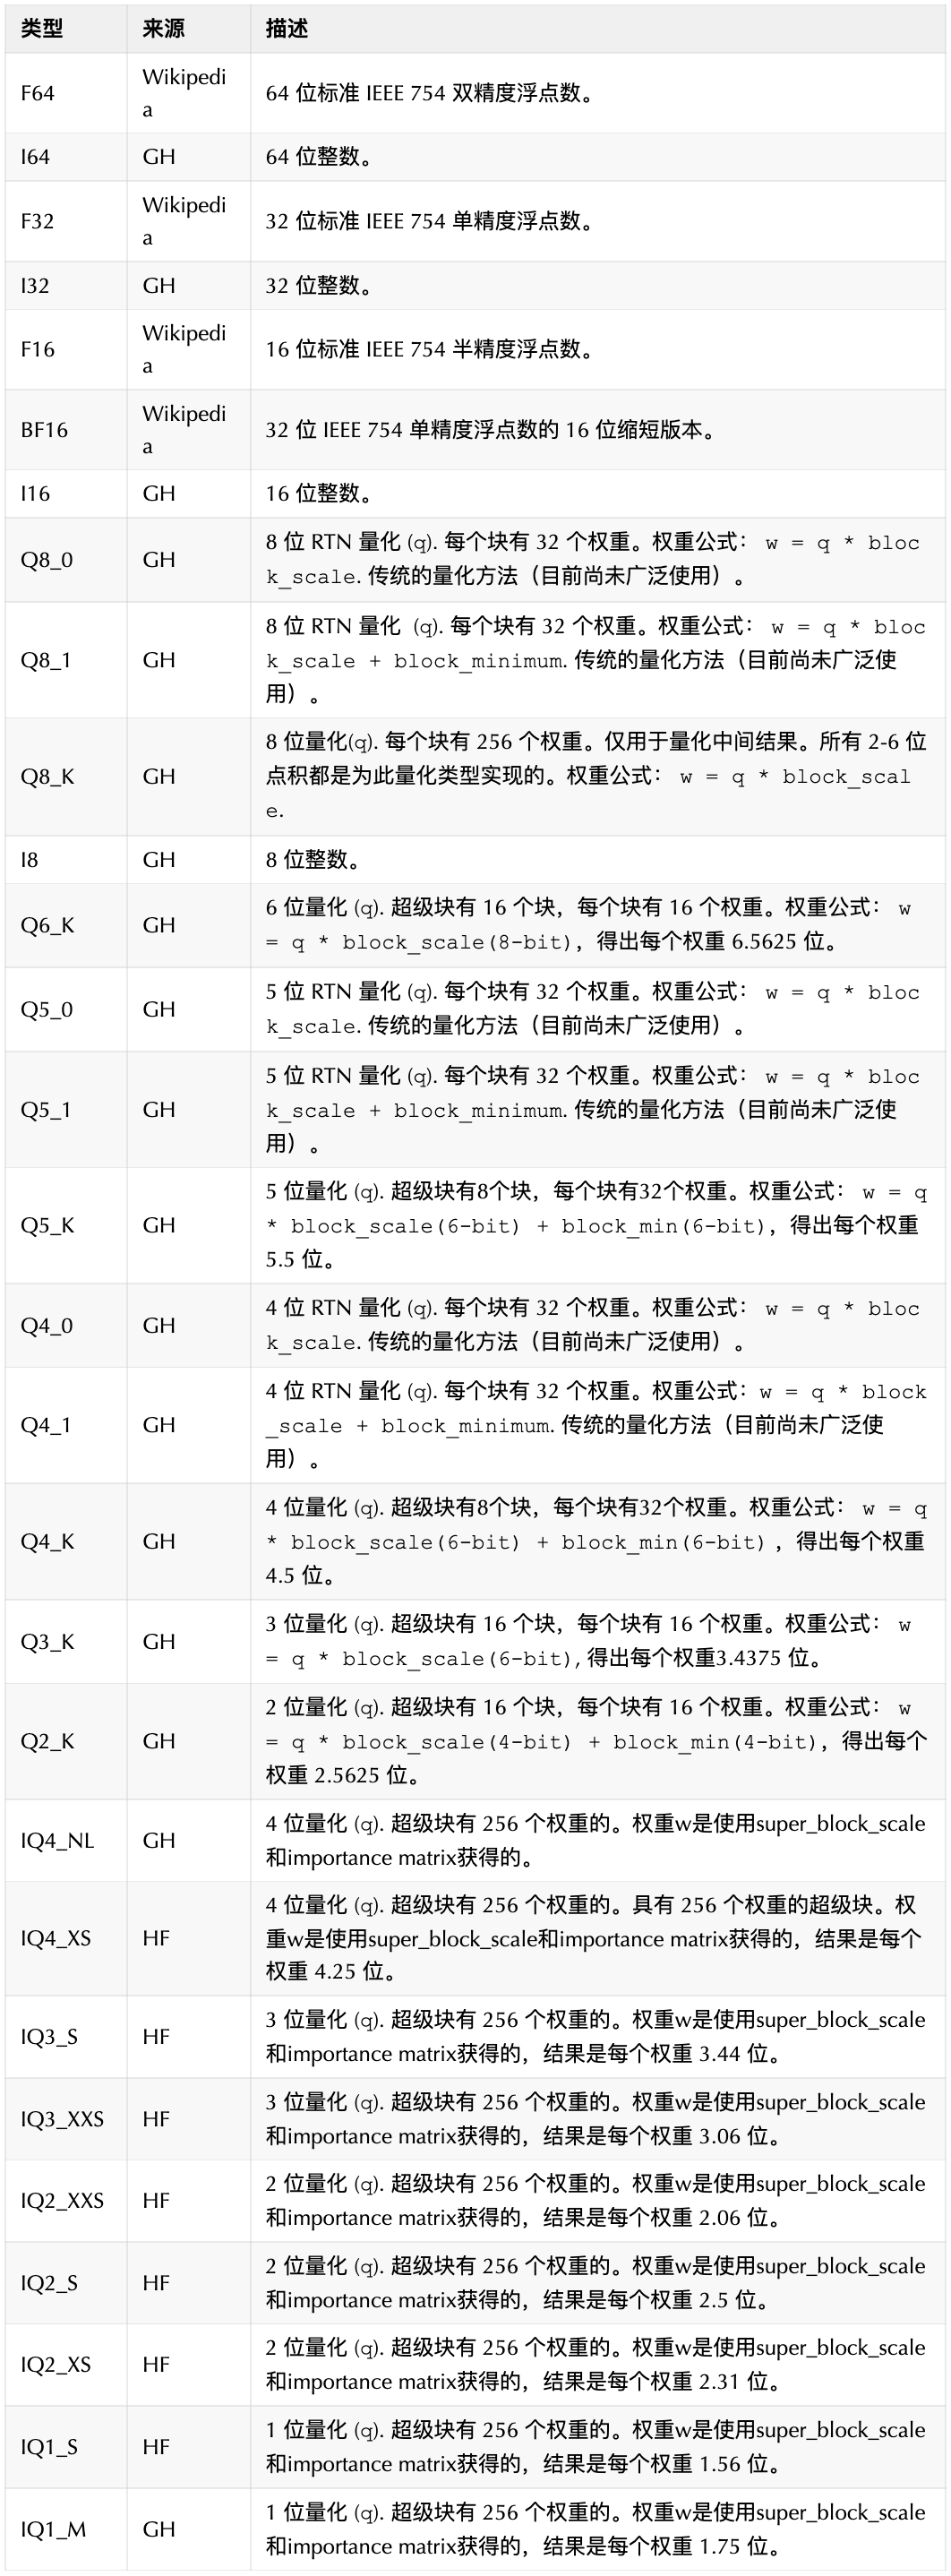 类型 来源 描述
F64 Wikipedi
a 64 位标准 IEEE 754 双精度浮点数。
I64 GH 64 位整数。
F32 Wikipedi
a 32 位标准 IEEE 754 单精度浮点数。
I32 GH 32 位整数。
F16 Wikipedi
a 16 位标准 IEEE 754 半精度浮点数。
BF16 Wikipedi
a 32 位 IEEE 754 单精度浮点数的 16 位缩短版本。
I16 GH 16 位整数。
Q8_0 GH 8 位 RTN 量化 (q). 每个块有 32 个权重。权重公式： w = q * bloc
k_scale. 传统的量化方法（目前尚未广泛使用）。
Q8_1 GH 8 位 RTN 量化 (q). 每个块有 32 个权重。权重公式： w = q * bloc
k_scale + block_minimum. 传统的量化方法（目前尚未广泛使
用）。
Q8_K GH 8 位量化(q). 每个块有 256 个权重。仅用于量化中间结果。所有 2-6 位
点积都是为此量化类型实现的。权重公式： w = q * block_scal
e.
I8 GH 8 位整数。
Q6_K GH 6 位量化 (q). 超级块有 16 个块，每个块有 16 个权重。权重公式： w
= q * block_scale(8-bit)，得出每个权重 6.5625 位。
Q5_0 GH 5 位 RTN 量化 (q). 每个块有 32 个权重。权重公式： w = q * bloc
k_scale. 传统的量化方法（目前尚未广泛使用）。
Q5_1 GH 5 位 RTN 量化 (q). 每个块有 32 个权重。权重公式： w = q * bloc
k_scale + block_minimum. 传统的量化方法（目前尚未广泛使
用）。
Q5_K GH 5 位量化 (q). 超级块有8个块，每个块有32个权重。权重公式： w = q
* block_scale(6-bit) + block_min(6-bit)，得出每个权重
5.5 位。
Q4_0 GH 4 位 RTN 量化 (q). 每个块有 32 个权重。权重公式： w = q * bloc
k_scale. 传统的量化方法（目前尚未广泛使用）。
Q4_1 GH 4 位 RTN 量化 (q). 每个块有 32 个权重。权重公式：w = q * block
_scale + block_minimum. 传统的量化方法（目前尚未广泛使
用）。
Q4_K GH 4 位量化 (q). 超级块有8个块，每个块有32个权重。权重公式： w = q
* block_scale(6-bit) + block_min(6-bit) ，得出每个权重
4.5 位。
Q3_K GH 3 位量化 (q). 超级块有 16 个块，每个块有 16 个权重。权重公式： w
= q * block_scale(6-bit), 得出每个权重3.4375 位。
Q2_K GH 2 位量化 (q). 超级块有 16 个块，每个块有 16 个权重。权重公式： w
= q * block_scale(4-bit) + block_min(4-bit)，得出每个
权重 2.5625 位。
IQ4_NL GH 4 位量化 (q). 超级块有 256 个权重的。权重w是使用super_block_scale
和importance matrix获得的。
IQ4_XS HF 4 位量化 (q). 超级块有 256 个权重的。具有 256 个权重的超级块。权
重w是使用super_block_scale和importance matrix获得的，结果是每个
权重 4.25 位。
IQ3_S HF 3 位量化 (q). 超级块有 256 个权重的。权重w是使用super_block_scale
和importance matrix获得的，结果是每个权重 3.44 位。
IQ3_XXS HF 3 位量化 (q). 超级块有 256 个权重的。权重w是使用super_block_scale
和importance matrix获得的，结果是每个权重 3.06 位。
IQ2_XXS HF 2 位量化 (q). 超级块有 256 个权重的。权重w是使用super_block_scale
和importance matrix获得的，结果是每个权重 2.06 位。
IQ2_S HF 2 位量化 (q). 超级块有 256 个权重的。权重w是使用super_block_scale
和importance matrix获得的，结果是每个权重 2.5 位。
IQ2_XS HF 2 位量化 (q). 超级块有 256 个权重的。权重w是使用super_block_scale
和importance matrix获得的，结果是每个权重 2.31 位。
IQ1_S HF 1 位量化 (q). 超级块有 256 个权重的。权重w是使用super_block_scale
和importance matrix获得的，结果是每个权重 1.56 位。
IQ1_M GH 1 位量化 (q). 超级块有 256 个权重的。权重w是使用super_block_scale
和importance matrix获得的，结果是每个权重 1.75 位。